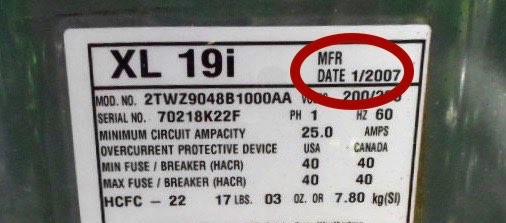 XL 19i
MFR
DATE 1/2007
MOD. NO. 2TWZ9048B1000AA
SERIAL NO. 70218K22F PH 1 HZ 60
MINIMUM CIRCUIT AMPACITY 25.0 AMPS
OVERCURRENT PROTECTIVE DEVICE USA CANADA
MIN FUSE / BREAKER (HACR) 40 40
MAX FUSE / BREAKER (HACR) 40 40
HCFC - 22 17 LBS. 03 OZ. OR 7.80 kg(SI)